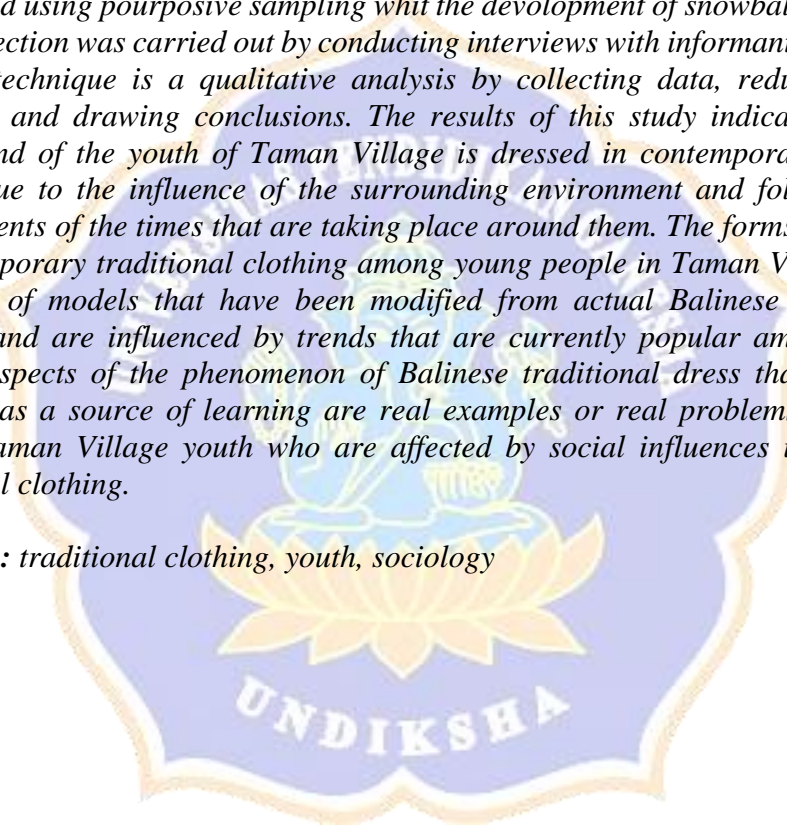 d using pourposive sampling whit the devolopment of snowbal
ection was carried out by conducting interviews with informan
technique is a qualitative analysis by collecting data, redu
and drawing conclusions. The results of this study indica
nd of the youth of Taman Village is dressed in contempora
ue to the influence of the surrounding environment and fol
ents of the times that are taking place around them. The forms
porary traditional clothing among young people in Taman V
of models that have been modified from actual Balinese
and are influenced by trends that are currently popular am
spects of the phenomenon of Balinese traditional dress tha
as a source of learning are real examples or real problem
aman Village youth who are affected by social influences i
l clothing.
: traditional clothing, youth, sociology
UNIVERSITAS PENDIDIKAN GANESHA
UNDIKSHA